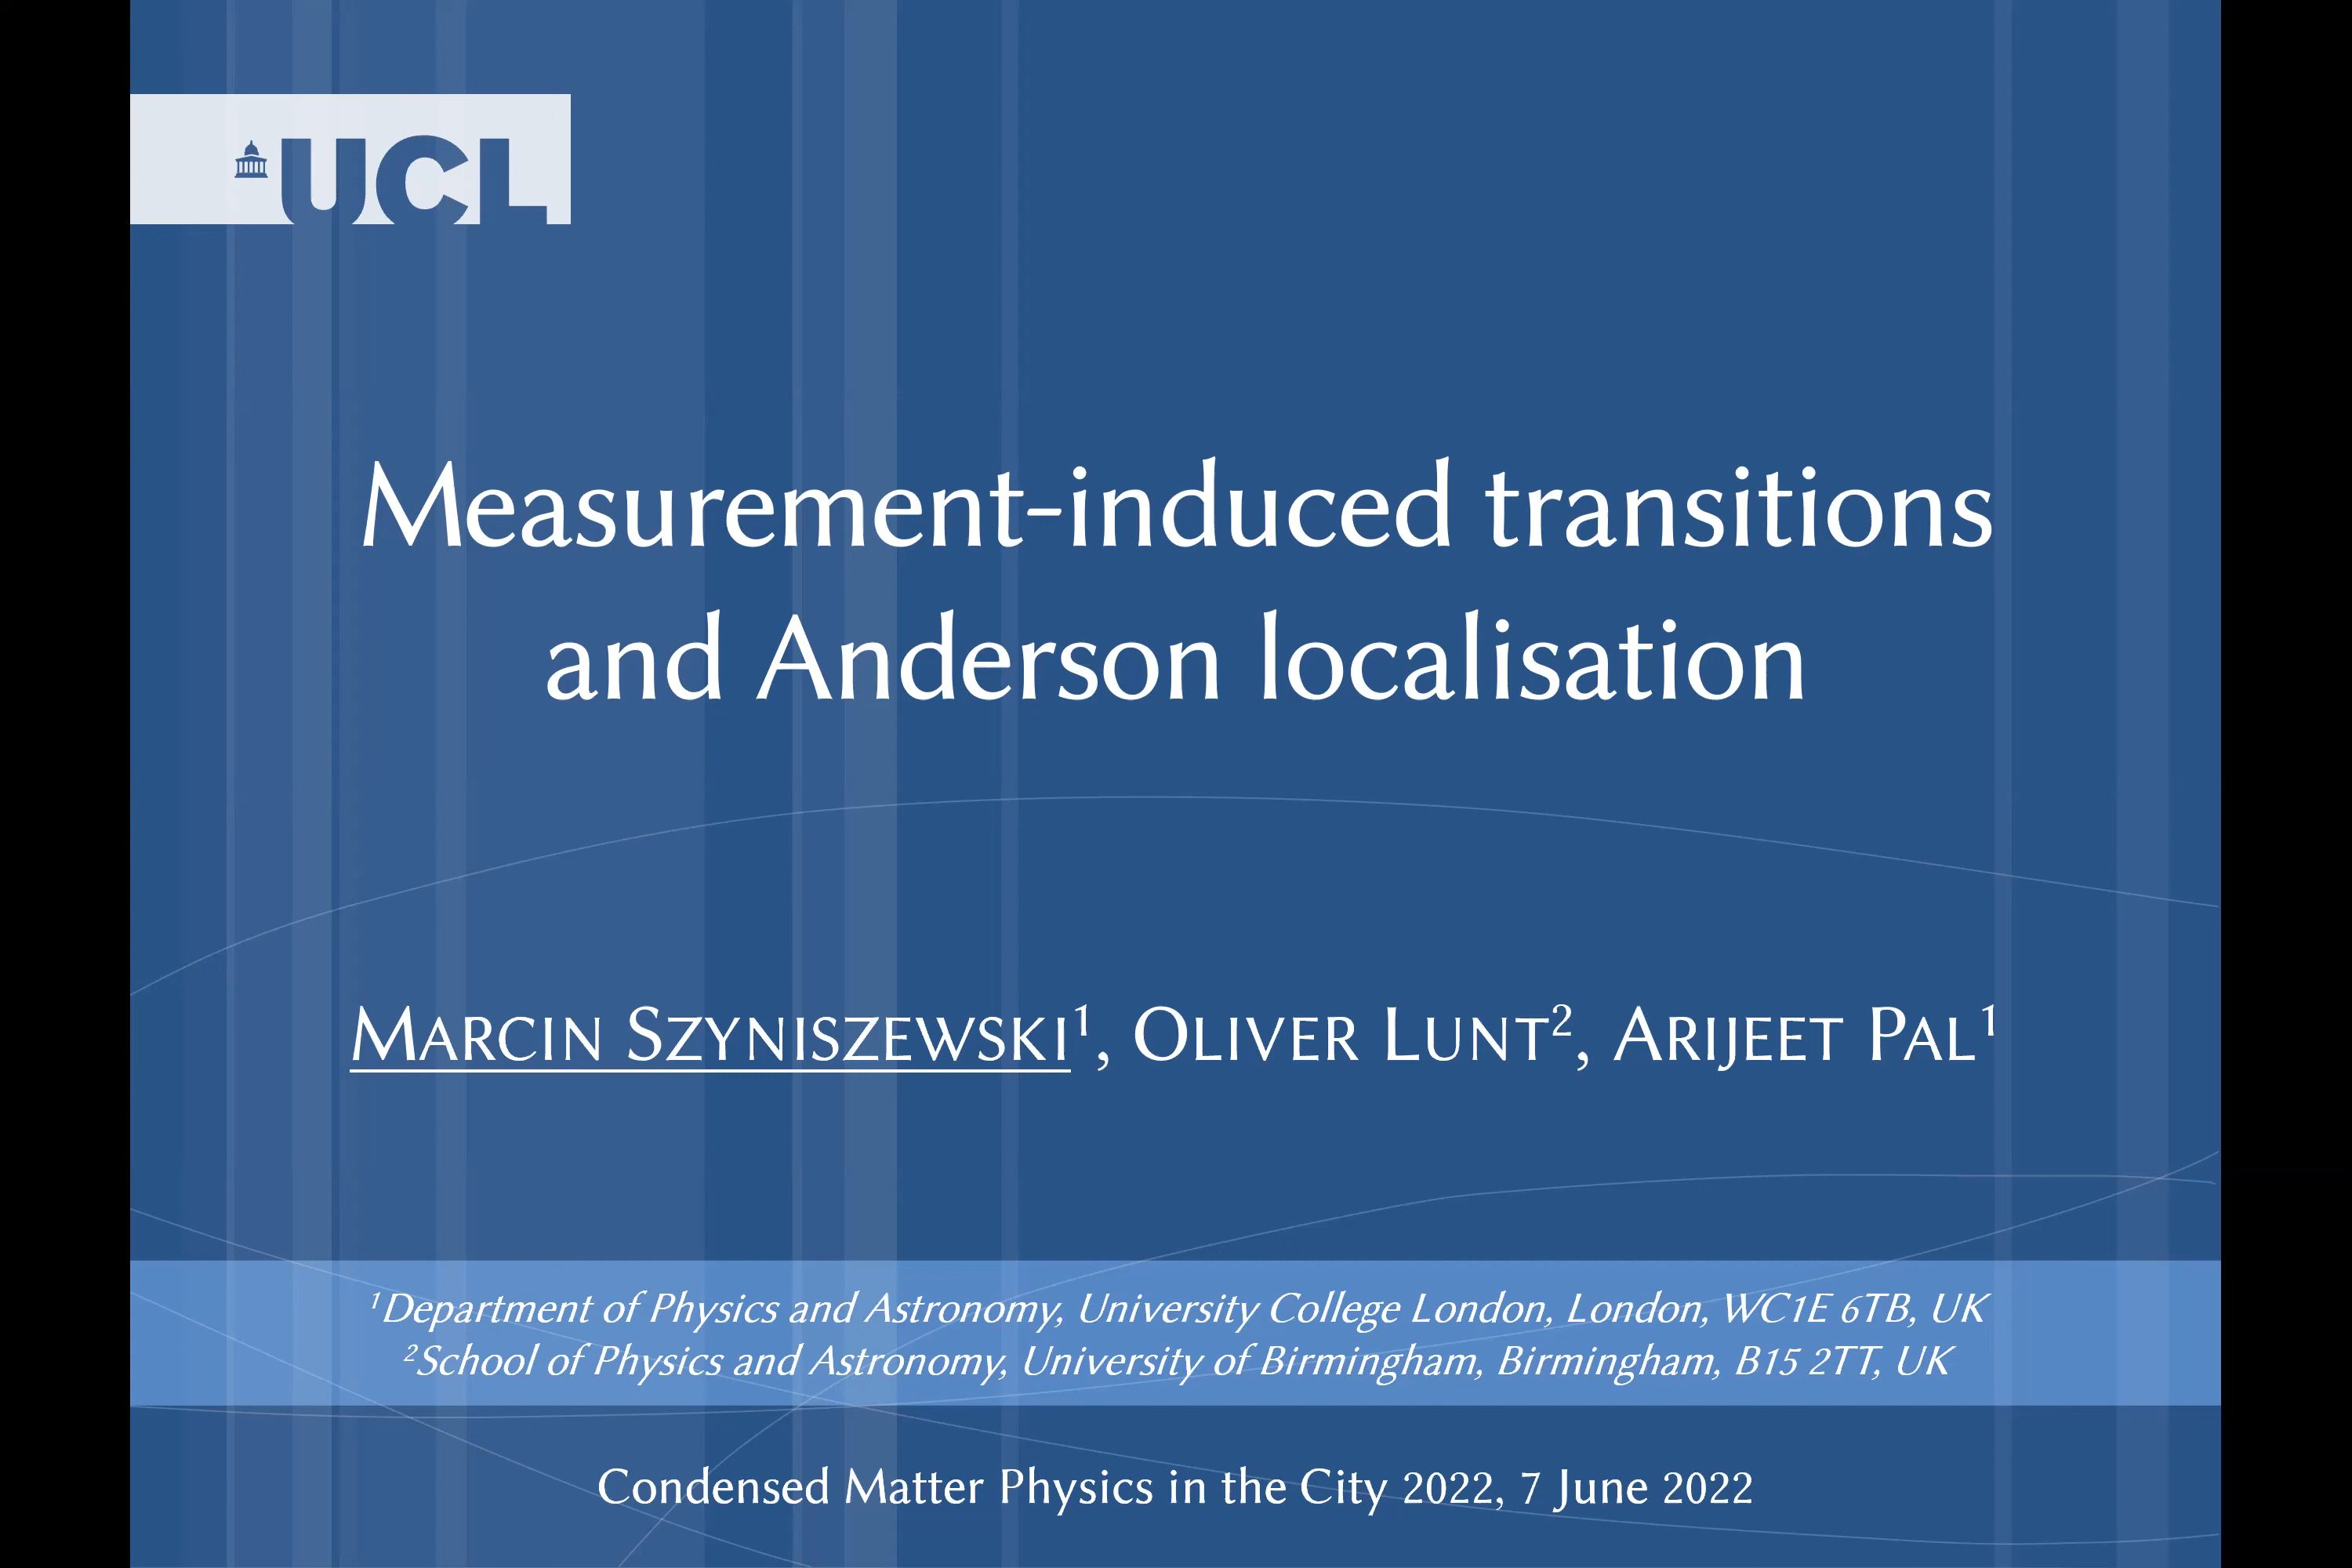 UCL
Measurement-induced transitions
and Anderson localisation
MARCIN SZYNISZEWSKI¹, OLIVER LUNT², ARIJEET PAL¹
¹Department of Physics and Astronomy, University College London, London, WC1E 6TB, UK
²School of Physics and Astronomy, University of Birmingham, Birmingham, B15 2TT, UK
Condensed Matter Physics in the City 2022, 7 June 2022